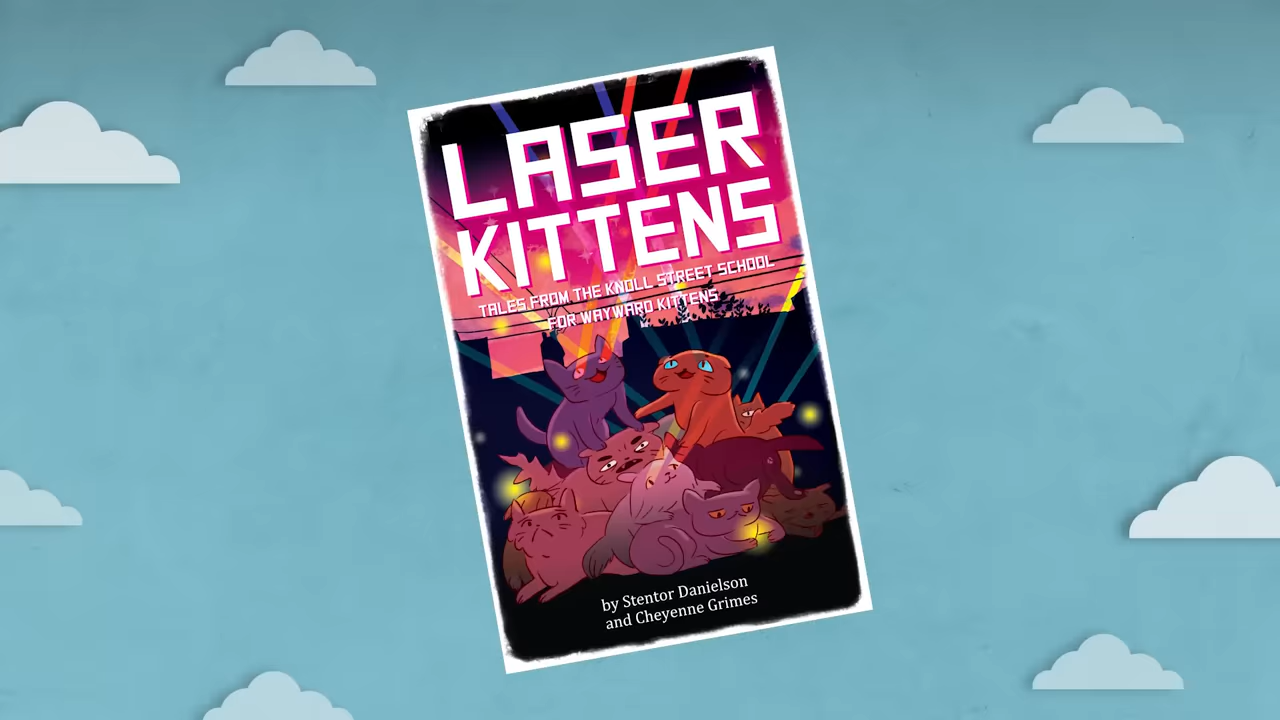 LASER
KITTENS
TALES FROM THE KNOLL STREET SCHOOL
FOR WAYWARD KITTENS
by Stentor Danielson
and Cheyenne Grimes